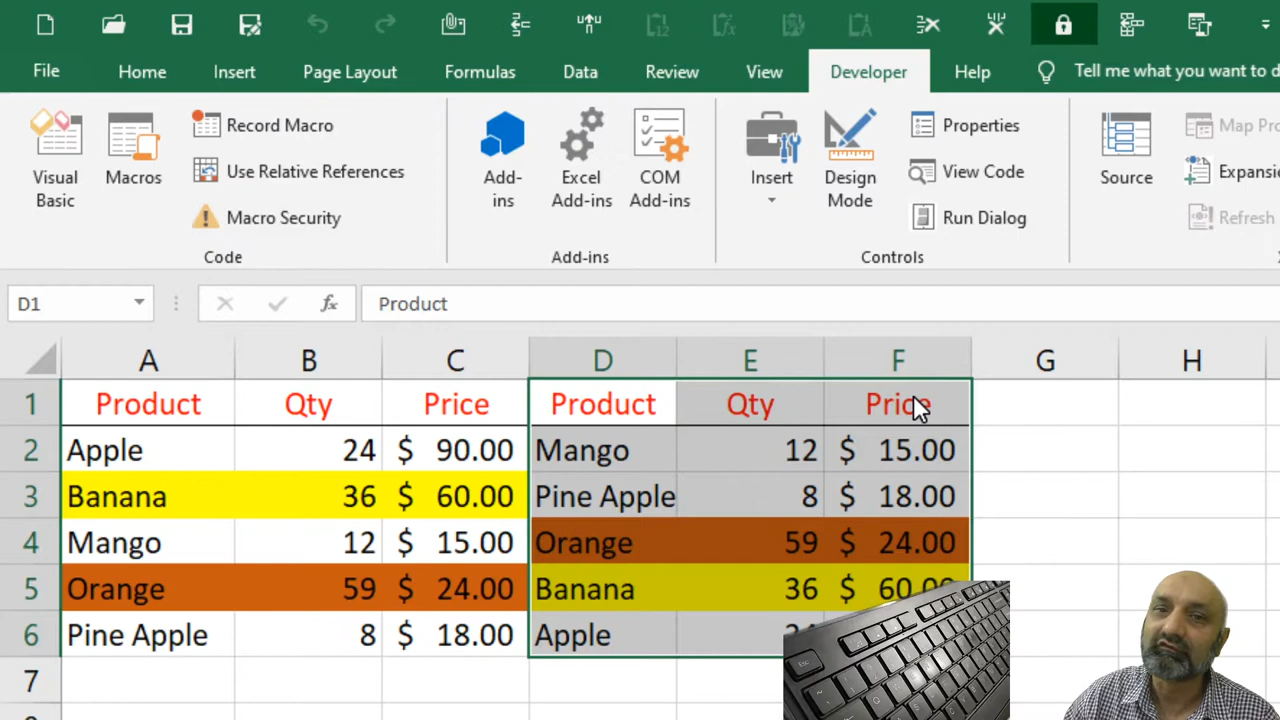 File Home Insert Page Layout Formulas Data Review View Developer Help Tell me what you want to d
Visual Basic
Macros
Record Macro
Use Relative References
Macro Security
Code
Add-ins
Excel Add-ins
COM Add-ins
Add-ins
Insert
Design Mode
Properties
View Code
Run Dialog
Controls
Source
Map Pro
Expansi
Refresh
D1 fx Product
A B C D E F G H
1 Product Qty Price Product Qty Price
2 Apple 24 $ 90.00 Mango 12 $ 15.00
3 Banana 36 $ 60.00 Pine Apple 8 $ 18.00
4 Mango 12 $ 15.00 Orange 59 $ 24.00
5 Orange 59 $ 24.00 Banana 36 $ 60.00
6 Pine Apple 8 $ 18.00 Apple
7
Esc